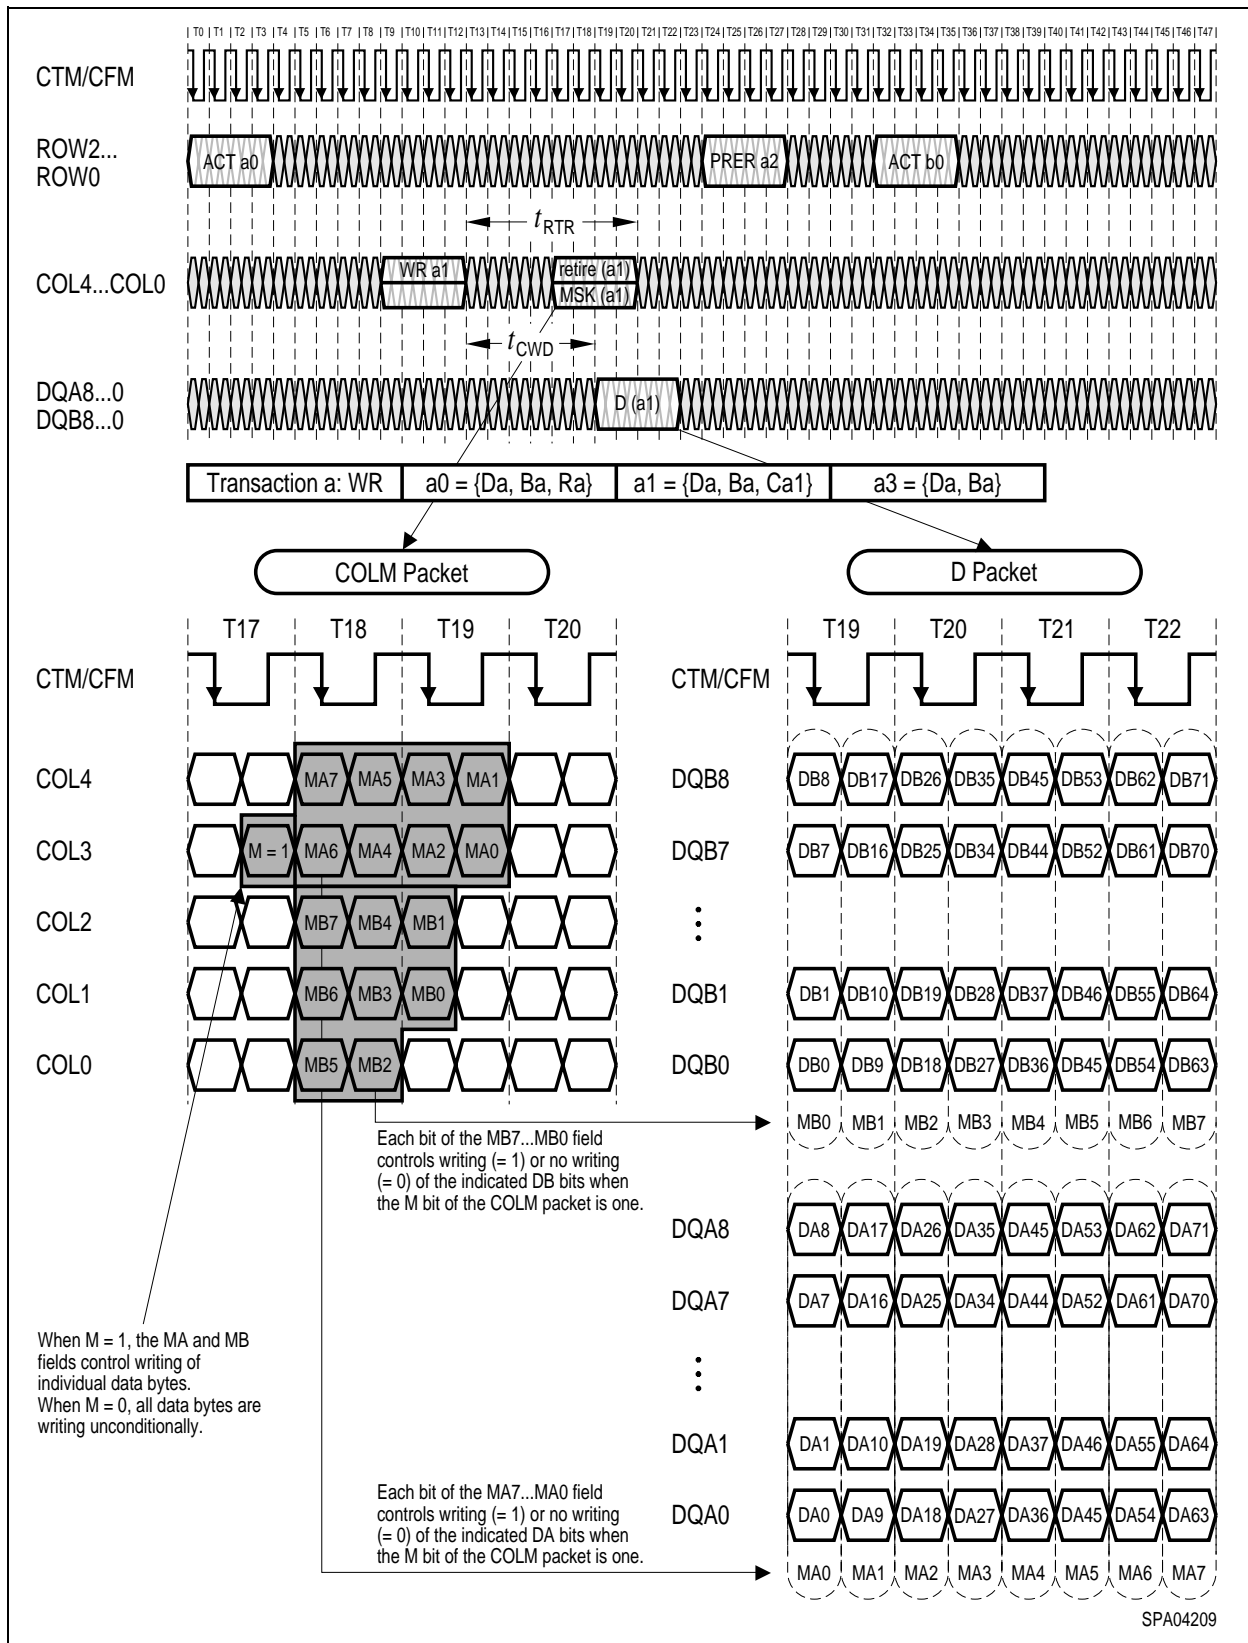 T0 T1 T2 T3 T4 T5 T6 T7 T8 T9 T10 T11 T12 T13 T14 T15 T16 T17 T18 T19 T20 T21 T22 T23 T24 T25 T26 T27 T28 T29 T30 T31 T32 T33 T34 T35 T36 T37 T38 T39 T40 T41 T42 T43 T44 T45 T46 T47
CTM/CFM
ROW2...
ROW0
ACT a0 PRER a2 ACT b0
tRTR
COL4...COL0
WR a1 retire (a1)
MSK (a1)
tCWD
DQA8...0
DQB8...0
D (a1)
Transaction a: WR a0 = {Da, Ba, Ra} a1 = {Da, Ba, Ca1} a3 = {Da, Ba}
COLM Packet D Packet
T17 T18 T19 T20 T19 T20 T21 T22
CTM/CFM CTM/CFM
COL4 MA7 MA5 MA3 MA1 DQB8 DB8 DB17 DB26 DB35 DB45 DB53 DB62 DB71
COL3 M = 1 MA6 MA4 MA2 MA0 DQB7 DB7 DB16 DB25 DB34 DB44 DB52 DB61 DB70
COL2 MB7 MB4 MB1
COL1 MB6 MB3 MB0 DQB1 DB1 DB10 DB19 DB28 DB37 DB46 DB55 DB64
COL0 MB5 MB2 DQB0 DB0 DB9 DB18 DB27 DB36 DB45 DB54 DB63
MB0 MB1 MB2 MB3 MB4 MB5 MB6 MB7
Each bit of the MB7...MB0 field
controls writing (= 1) or no writing
(= 0) of the indicated DB bits when
the M bit of the COLM packet is one.
DQA8 DA8 DA17 DA26 DA35 DA45 DA53 DA62 DA71
DQA7 DA7 DA16 DA25 DA34 DA44 DA52 DA61 DA70
When M = 1, the MA and MB
fields control writing of
individual data bytes.
When M = 0, all data bytes are
writing unconditionally.
DQA1 DA1 DA10 DA19 DA28 DA37 DA46 DA55 DA64
Each bit of the MA7...MA0 field
controls writing (= 1) or no writing
(= 0) of the indicated DA bits when
the M bit of the COLM packet is one.
DQA0 DA0 DA9 DA18 DA27 DA36 DA45 DA54 DA63
MA0 MA1 MA2 MA3 MA4 MA5 MA6 MA7
SPA04209